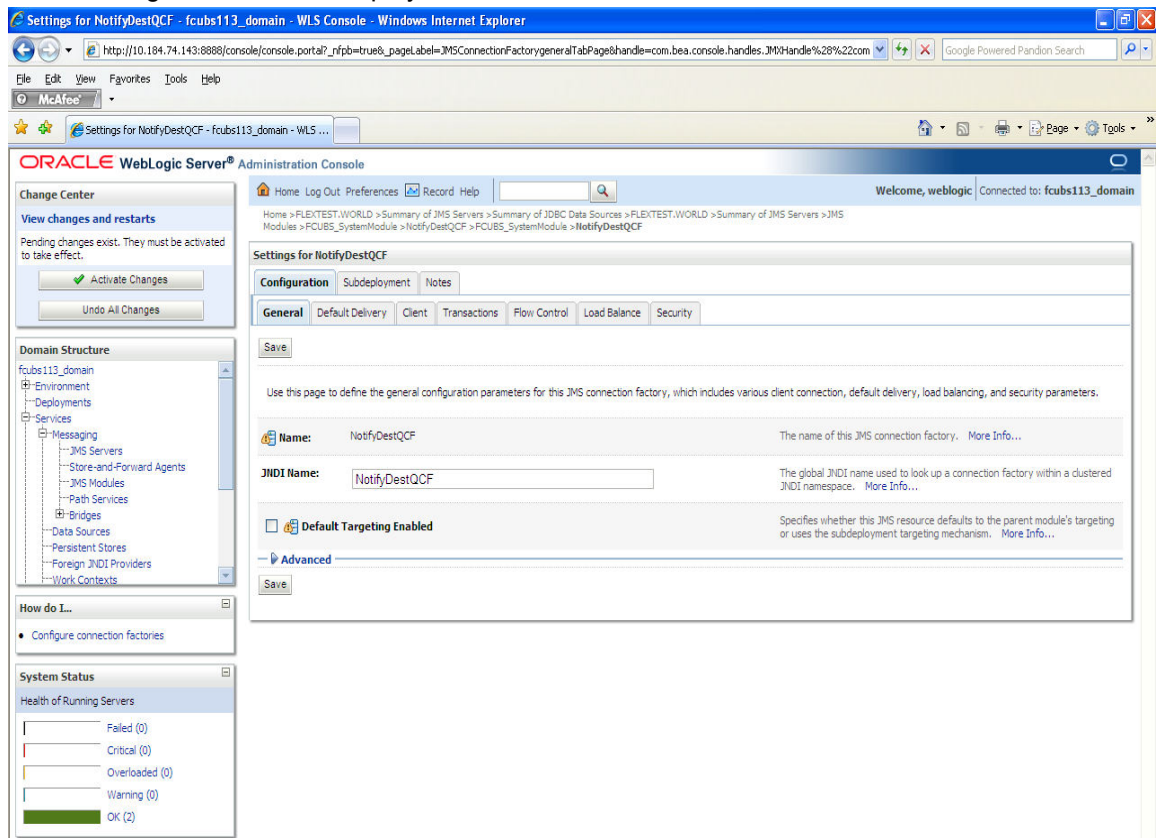 Settings for NotifyDestQCF - fcubs113_domain - WLS Console - Windows Internet Explorer
http://10.184.74.143:8888/console/console.portal?_nfpb=true&_pageLabel=JMSConnectionFactorygeneralTabPage&handle=com.bea.console.handles.JMXHandle%28%22com
Google Powered Pandion Search
File Edit View Favorites Tools Help
McAfee
Settings for NotifyDestQCF - fcubs113_domain - WLS ...
Page Tools »
ORACLE WebLogic Server® Administration Console
Change Center
View changes and restarts
Pending changes exist. They must be activated
to take effect.
Activate Changes
Undo All Changes
Domain Structure
fcubs113_domain
Environment
Deployments
Services
Messaging
JMS Servers
Store-and-Forward Agents
JMS Modules
Path Services
Bridges
Data Sources
Persistent Stores
Foreign JNDI Providers
Work Contexts
How do I...
Configure connection factories
System Status
Health of Running Servers
Failed (0)
Critical (0)
Overloaded (0)
Warning (0)
OK (2)
Home Log Out Preferences Record Help
Welcome, weblogic Connected to: fcubs113_domain
Home >FLEXTEST.WORLD >Summary of JMS Servers >Summary of JDBC Data Sources >FLEXTEST.WORLD >Summary of JMS Servers >JMS
Modules >FCUBS_SystemModule >NotifyDestQCF >FCUBS_SystemModule >NotifyDestQCF
Settings for NotifyDestQCF
Configuration Subdeployment Notes
General Default Delivery Client Transactions Flow Control Load Balance Security
Save
Use this page to define the general configuration parameters for this JMS connection factory, which includes various client connection, default delivery, load balancing, and security parameters.
Name: NotifyDestQCF The name of this JMS connection factory. More Info...
JNDI Name: NotifyDestQCF The global JNDI name used to look up a connection factory within a clustered
JNDI namespace. More Info...
Default Targeting Enabled Specifies whether this JMS resource defaults to the parent module's targeting
or uses the subdeployment targeting mechanism. More Info...
Advanced
Save